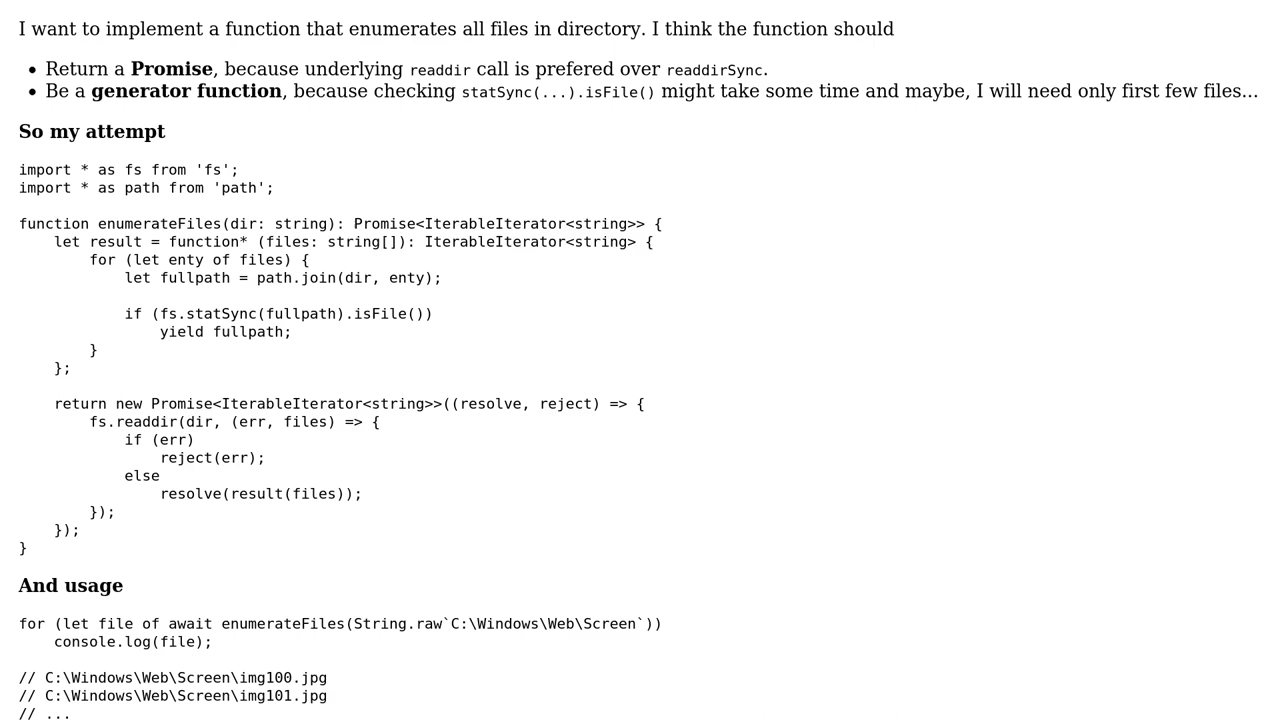 I want to implement a function that enumerates all files in directory. I think the function should
• Return a Promise, because underlying readdir call is prefered over readdirSync.
• Be a generator function, because checking statSync(...).isFile() might take some time and maybe, I will need only first few files...
So my attempt
import * as fs from 'fs';
import * as path from 'path';
function enumerateFiles(dir: string): Promise<IterableIterator<string>> {
    let result = function* (files: string[]): IterableIterator<string> {
        for (let enty of files) {
            let fullpath = path.join(dir, enty);
            if (fs.statSync(fullpath).isFile())
                yield fullpath;
        }
    };
    return new Promise<IterableIterator<string>>((resolve, reject) => {
        fs.readdir(dir, (err, files) => {
            if (err)
                reject(err);
            else
                resolve(result(files));
        });
    });
}
And usage
for (let file of await enumerateFiles(String.raw`C:\Windows\Web\Screen`))
    console.log(file);
// C:\Windows\Web\Screen\img100.jpg
// C:\Windows\Web\Screen\img101.jpg
// ...